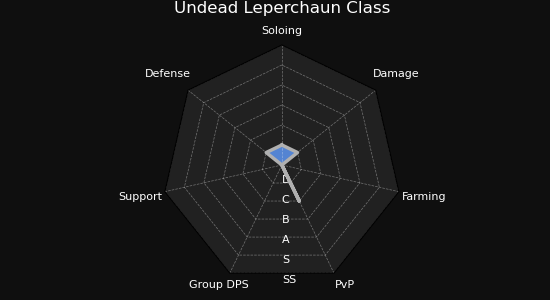 Undead Leperchaun Class
Soloing
Defense
Damage
Support
Farming
D
C
B
A
S
SS
Group DPS
PvP